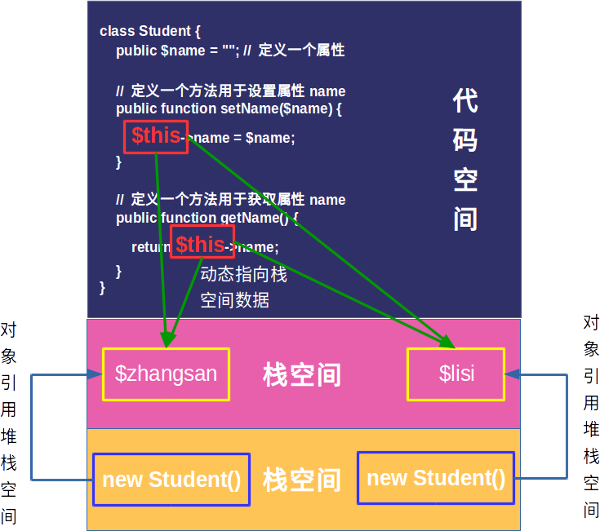 class Student {
public $name = ""; // 定义一个属性
// 定义一个方法用于设置属性 name
public function setName($name) {
$this->name = $name;
}
// 定义一个方法用于获取属性 name
public function getName() {
return $this->name;
}
}
动态指向栈
空间数据
代码空间
对象引用堆栈空间
$zhangsan
栈空间
$lisi
对象引用堆栈空间
new Student()
栈空间
new Student()